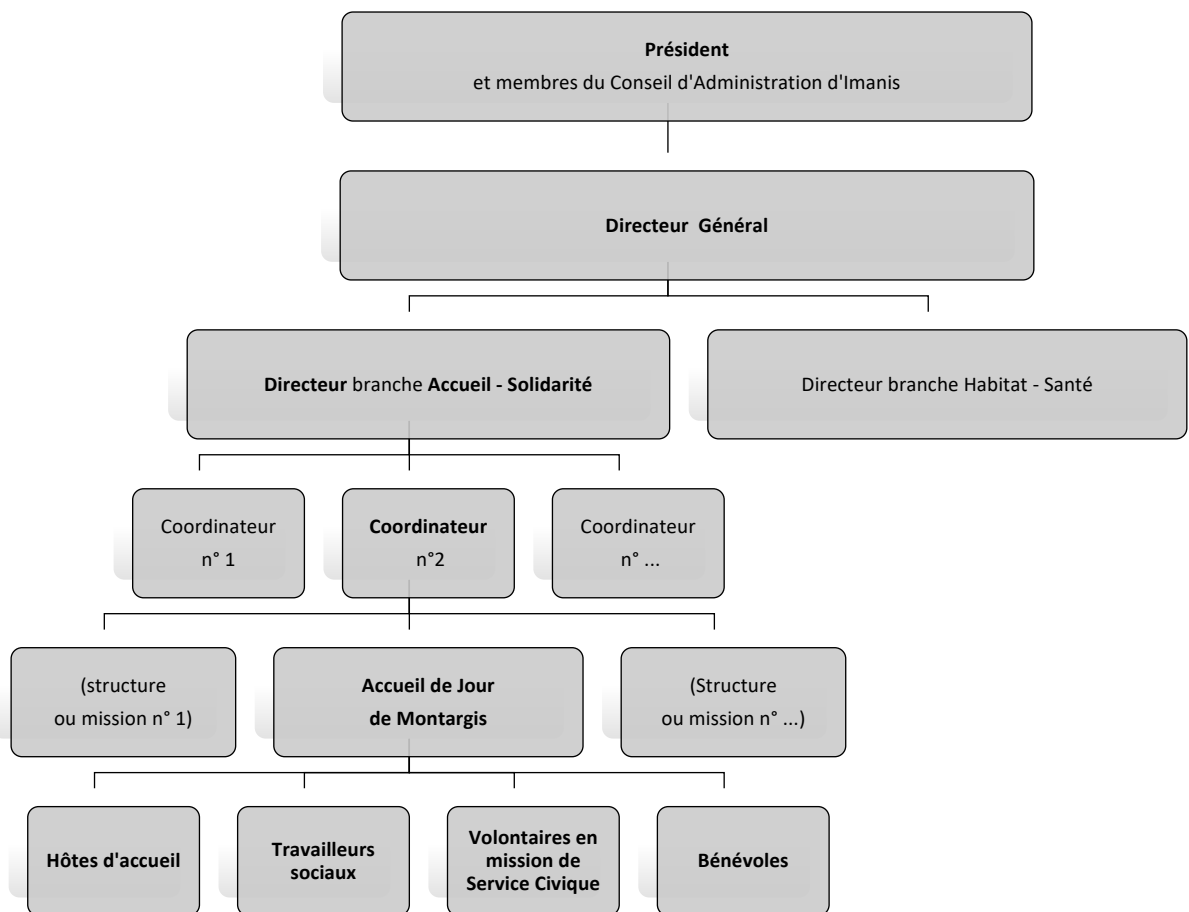 Président
et membres du Conseil d'Administration d'Imanis
Directeur Général
Directeur branche Accueil - Solidarité
Directeur branche Habitat - Santé
Coordinateur
n° 1
Coordinateur
n°2
Coordinateur
n° ...
(structure
ou mission n° 1)
Accueil de Jour
de Montargis
(Structure
ou mission n° ...)
Hôtes d'accueil
Travailleurs
sociaux
Volontaires en
mission de
Service Civique
Bénévoles